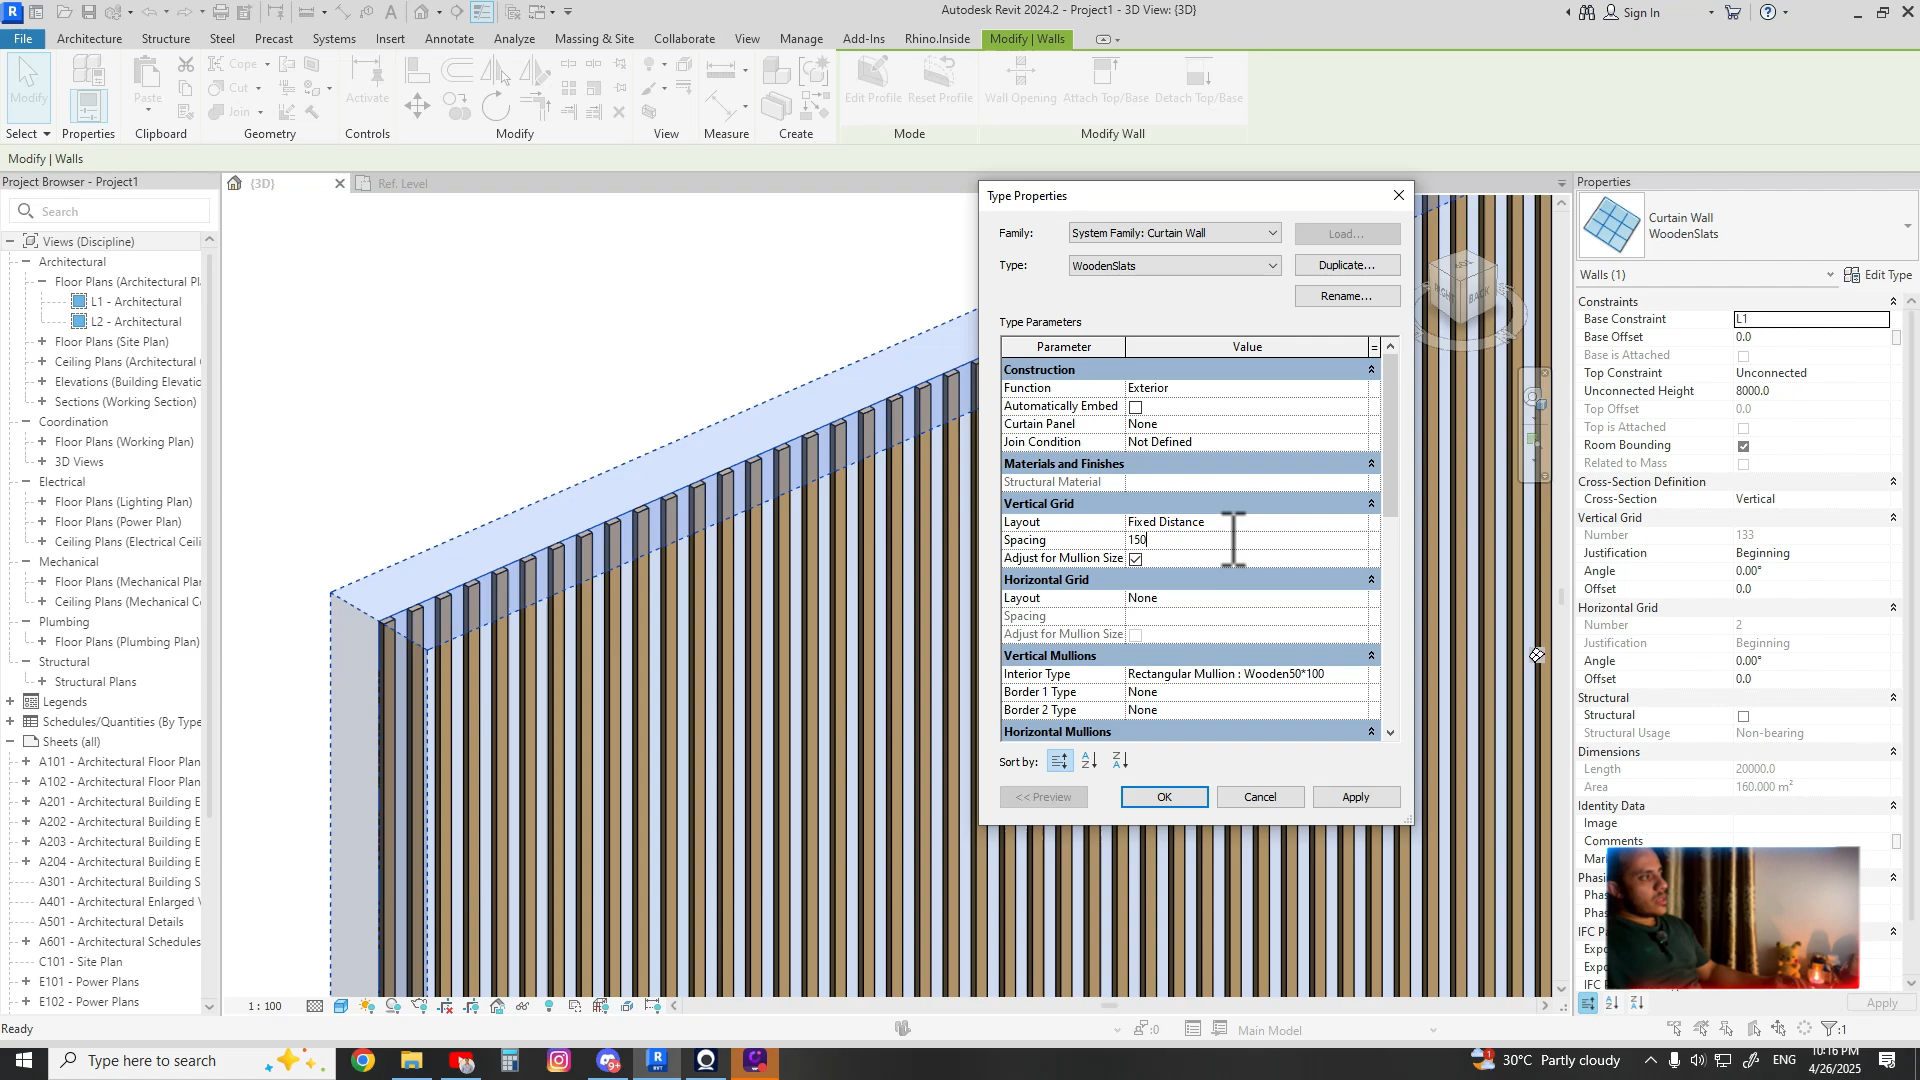 Autodesk Revit 2024.2 - Project1 - 3D View: {3D}
Sign In
File
Architecture
Structure
Steel
Precast
Systems
Insert
Annotate
Analyze
Massing & Site
Collaborate
View
Manage
Add-Ins
Rhino.Inside
Modify | Walls
Modify
Paste
Cope
Cut
Join
Activate
Edit Profile
Reset Profile
Wall Opening
Attach Top/Base
Detach Top/Base
Select
Properties
Clipboard
Geometry
Controls
Modify
View
Measure
Create
Mode
Modify Wall
Modify | Walls
Project Browser - Project1
Search
Views (Discipline)
Architectural
Floor Plans (Architectural Pl
L1 - Architectural
L2 - Architectural
Floor Plans (Site Plan)
Ceiling Plans (Architectural
Elevations (Building Elevatio
Sections (Working Section)
Coordination
Floor Plans (Working Plan)
3D Views
Electrical
Floor Plans (Lighting Plan)
Floor Plans (Power Plan)
Ceiling Plans (Electrical Ceili
Mechanical
Floor Plans (Mechanical Plar
Ceiling Plans (Mechanical Co
Plumbing
Floor Plans (Plumbing Plan)
Structural
Structural Plans
Legends
Schedules/Quantities (By Type
Sheets (all)
A101 - Architectural Floor Plan
A102 - Architectural Floor Plan
A201 - Architectural Building E
A202 - Architectural Building E
A203 - Architectural Building E
A204 - Architectural Building E
A301 - Architectural Building S
A401 - Architectural Enlarged V
A501 - Architectural Details
A601 - Architectural Schedules
C101 - Site Plan
E101 - Power Plans
E102 - Power Plans
{3D}
Ref. Level
RIGHT
BACK
Type Properties
Family:
System Family: Curtain Wall
Load...
Type:
WoodenSlats
Duplicate...
Rename...
Type Parameters
Parameter
Value
=
Construction
Function
Exterior
Automatically Embed
Curtain Panel
None
Join Condition
Not Defined
Materials and Finishes
Structural Material
Vertical Grid
Layout
Fixed Distance
Spacing
150
Adjust for Mullion Size
Horizontal Grid
Layout
None
Spacing
Adjust for Mullion Size
Vertical Mullions
Interior Type
Rectangular Mullion : Wooden50*100
Border 1 Type
None
Border 2 Type
None
Horizontal Mullions
Sort by:
<< Preview
OK
Cancel
Apply
Properties
Curtain Wall
WoodenSlats
Walls (1)
Edit Type
Constraints
Base Constraint
L1
Base Offset
0.0
Base is Attached
Top Constraint
Unconnected
Unconnected Height
8000.0
Top Offset
0.0
Top is Attached
Room Bounding
Related to Mass
Cross-Section Definition
Cross-Section
Vertical
Vertical Grid
Number
133
Justification
Beginning
Angle
0.00°
Offset
0.0
Horizontal Grid
Number
2
Justification
Beginning
Angle
0.00°
Offset
0.0
Structural
Structural
Structural Usage
Non-bearing
Dimensions
Length
20000.0
Area
160.000 m²
Identity Data
Image
Comments
Mar
Phasi
Phas
Phas
IFC P
Expo
Expo
IFC P
Apply
1 : 100
Ready
:0
Main Model
:1
Type here to search
30°C Partly cloudy
ENG
10:16 PM
4/26/2025